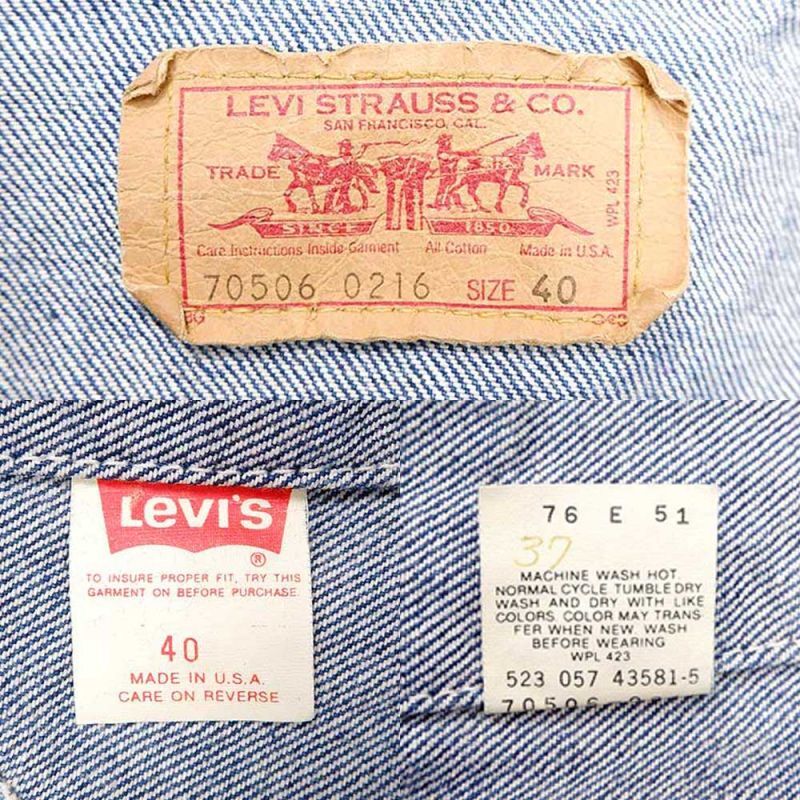 LEVI STRAUSS & CO.
SAN FRANCISCO, CAL.
TRADE MARK
SINCE 1850
WPL 423
Care Instructions Inside Garment All Cotton Made in U.S.A.
70506 0216 SIZE 40
Levi's
®
TO INSURE PROPER FIT, TRY THIS
GARMENT ON BEFORE PURCHASE.
40
MADE IN U.S.A.
CARE ON REVERSE
76 E 51
37
MACHINE WASH HOT
NORMAL CYCLE TUMBLE DRY
WASH AND DRY WITH LIKE
COLORS. COLOR MAY TRANS
FER WHEN NEW. WASH
BEFORE WEARING
WPL 423
523 057 43581-5
70506